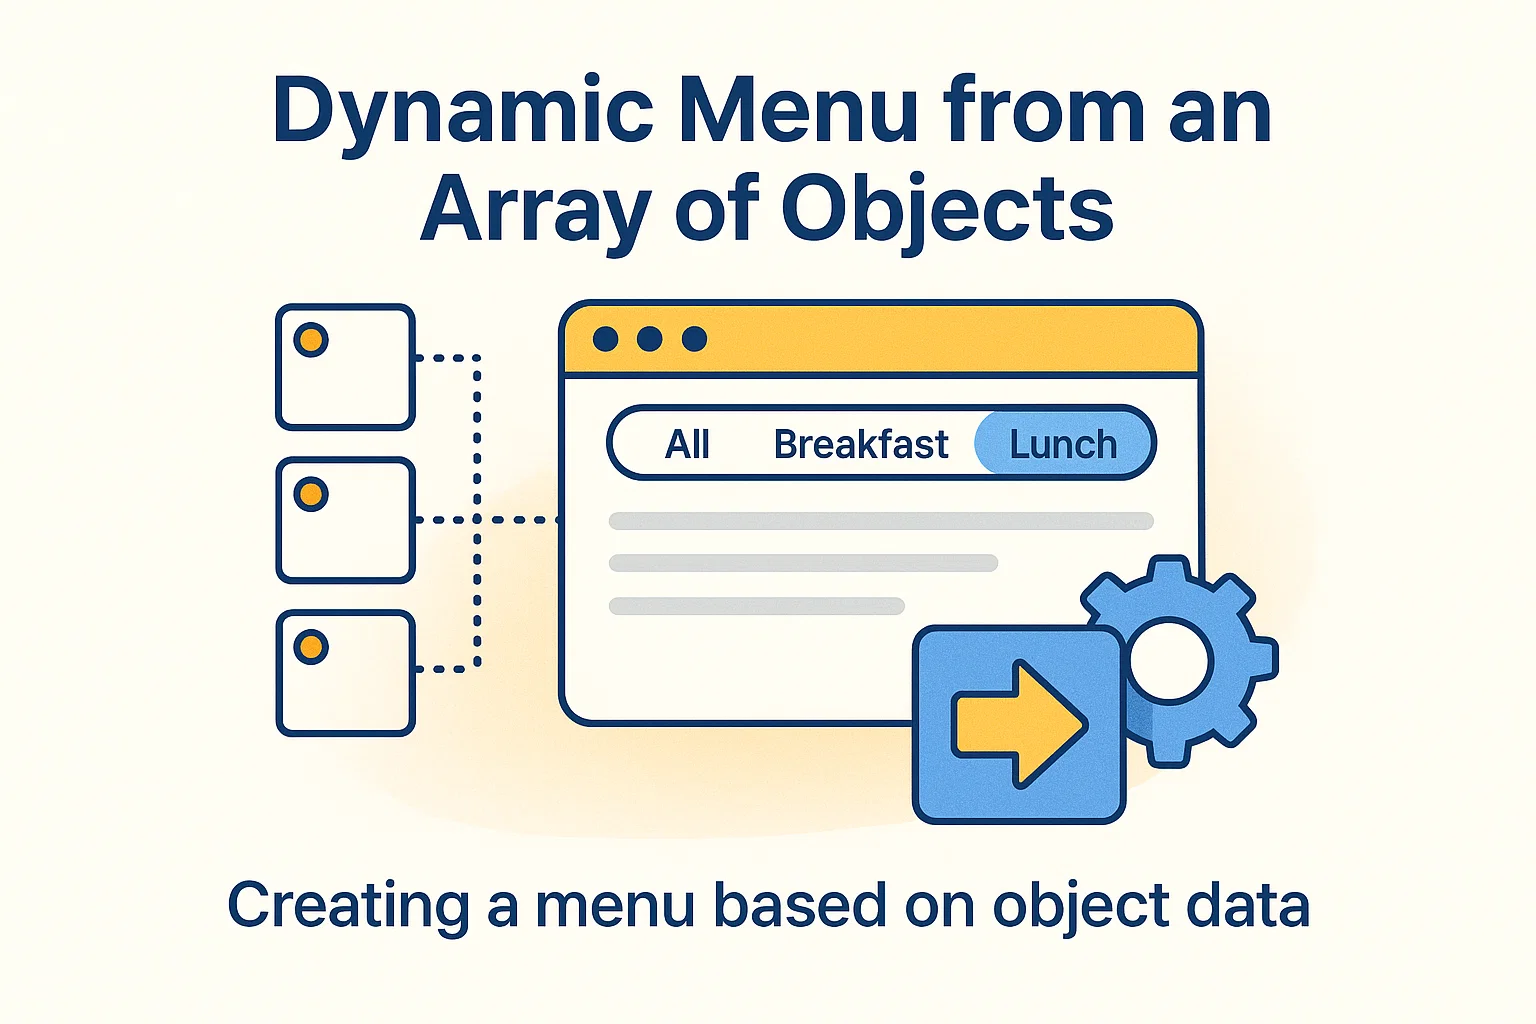 Dynamic Menu from an
Array of Objects
All Breakfast Lunch
Creating a menu based on object data